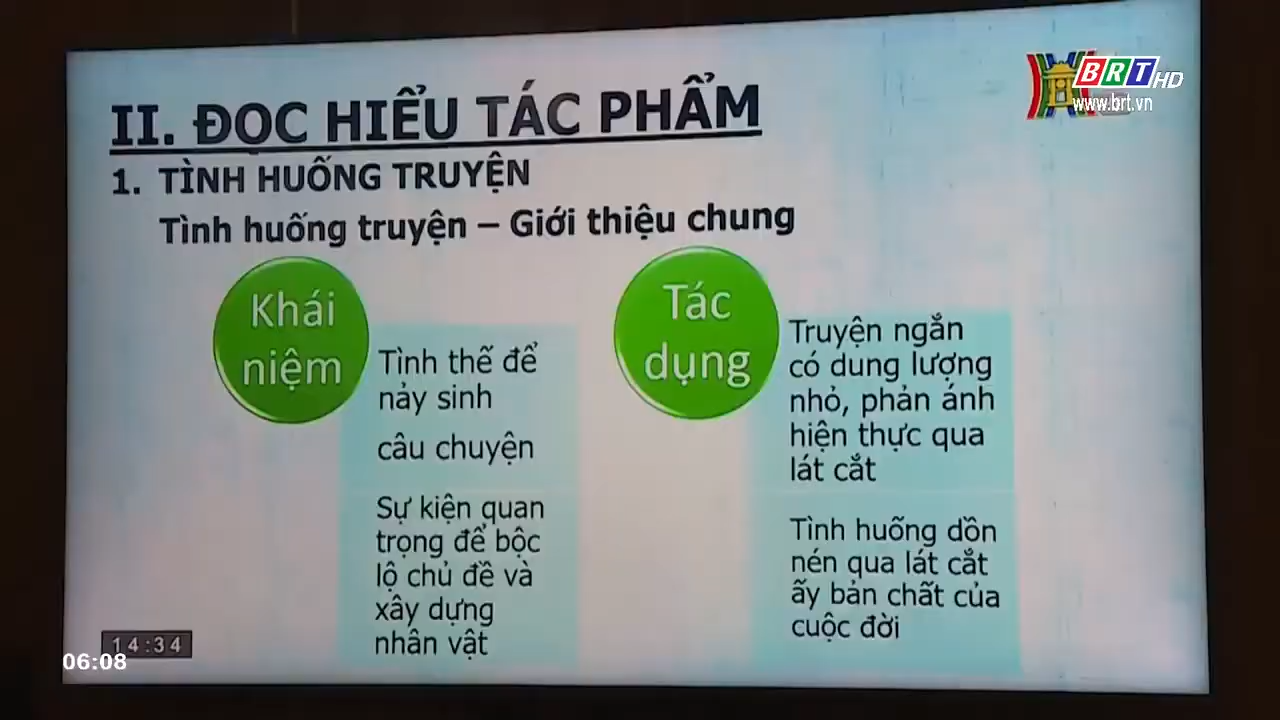 BRT HD
www.brt.vn
II. ĐỌC HIỂU TÁC PHẨM
1. TÌNH HUỐNG TRUYỆN
Tình huống truyện – Giới thiệu chung
Khái
niệm
Tình thế để
nảy sinh
câu chuyện
Sự kiện quan
trọng để bộc
lộ chủ đề và
xây dựng
nhân vật
Tác
dụng
Truyện ngắn
có dung lượng
nhỏ, phản ánh
hiện thực qua
lát cắt
Tình huống dồn
nén qua lát cắt
ấy bản chất của
cuộc đời
14:34
06:08